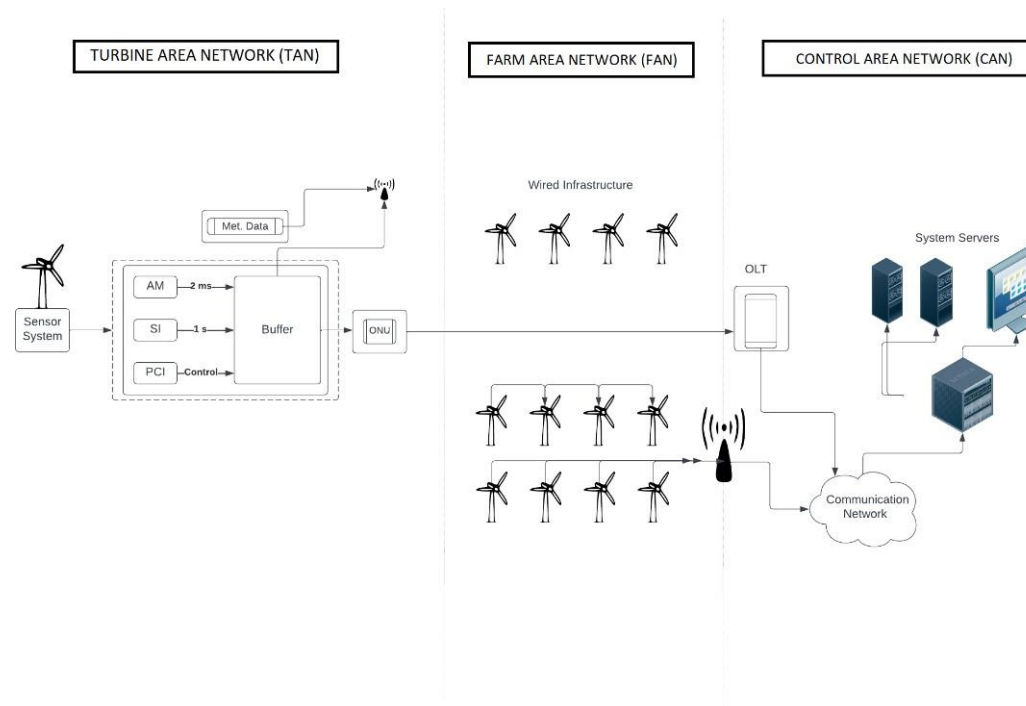 TURBINE AREA NETWORK (TAN)
FARM AREA NETWORK (FAN)
CONTROL AREA NETWORK (CAN)
Met. Data
Sensor
System
AM
2 ms
SI
1 s
PCI
Control
Buffer
ONU
Wired Infrastructure
OLT
System Servers
Communication
Network